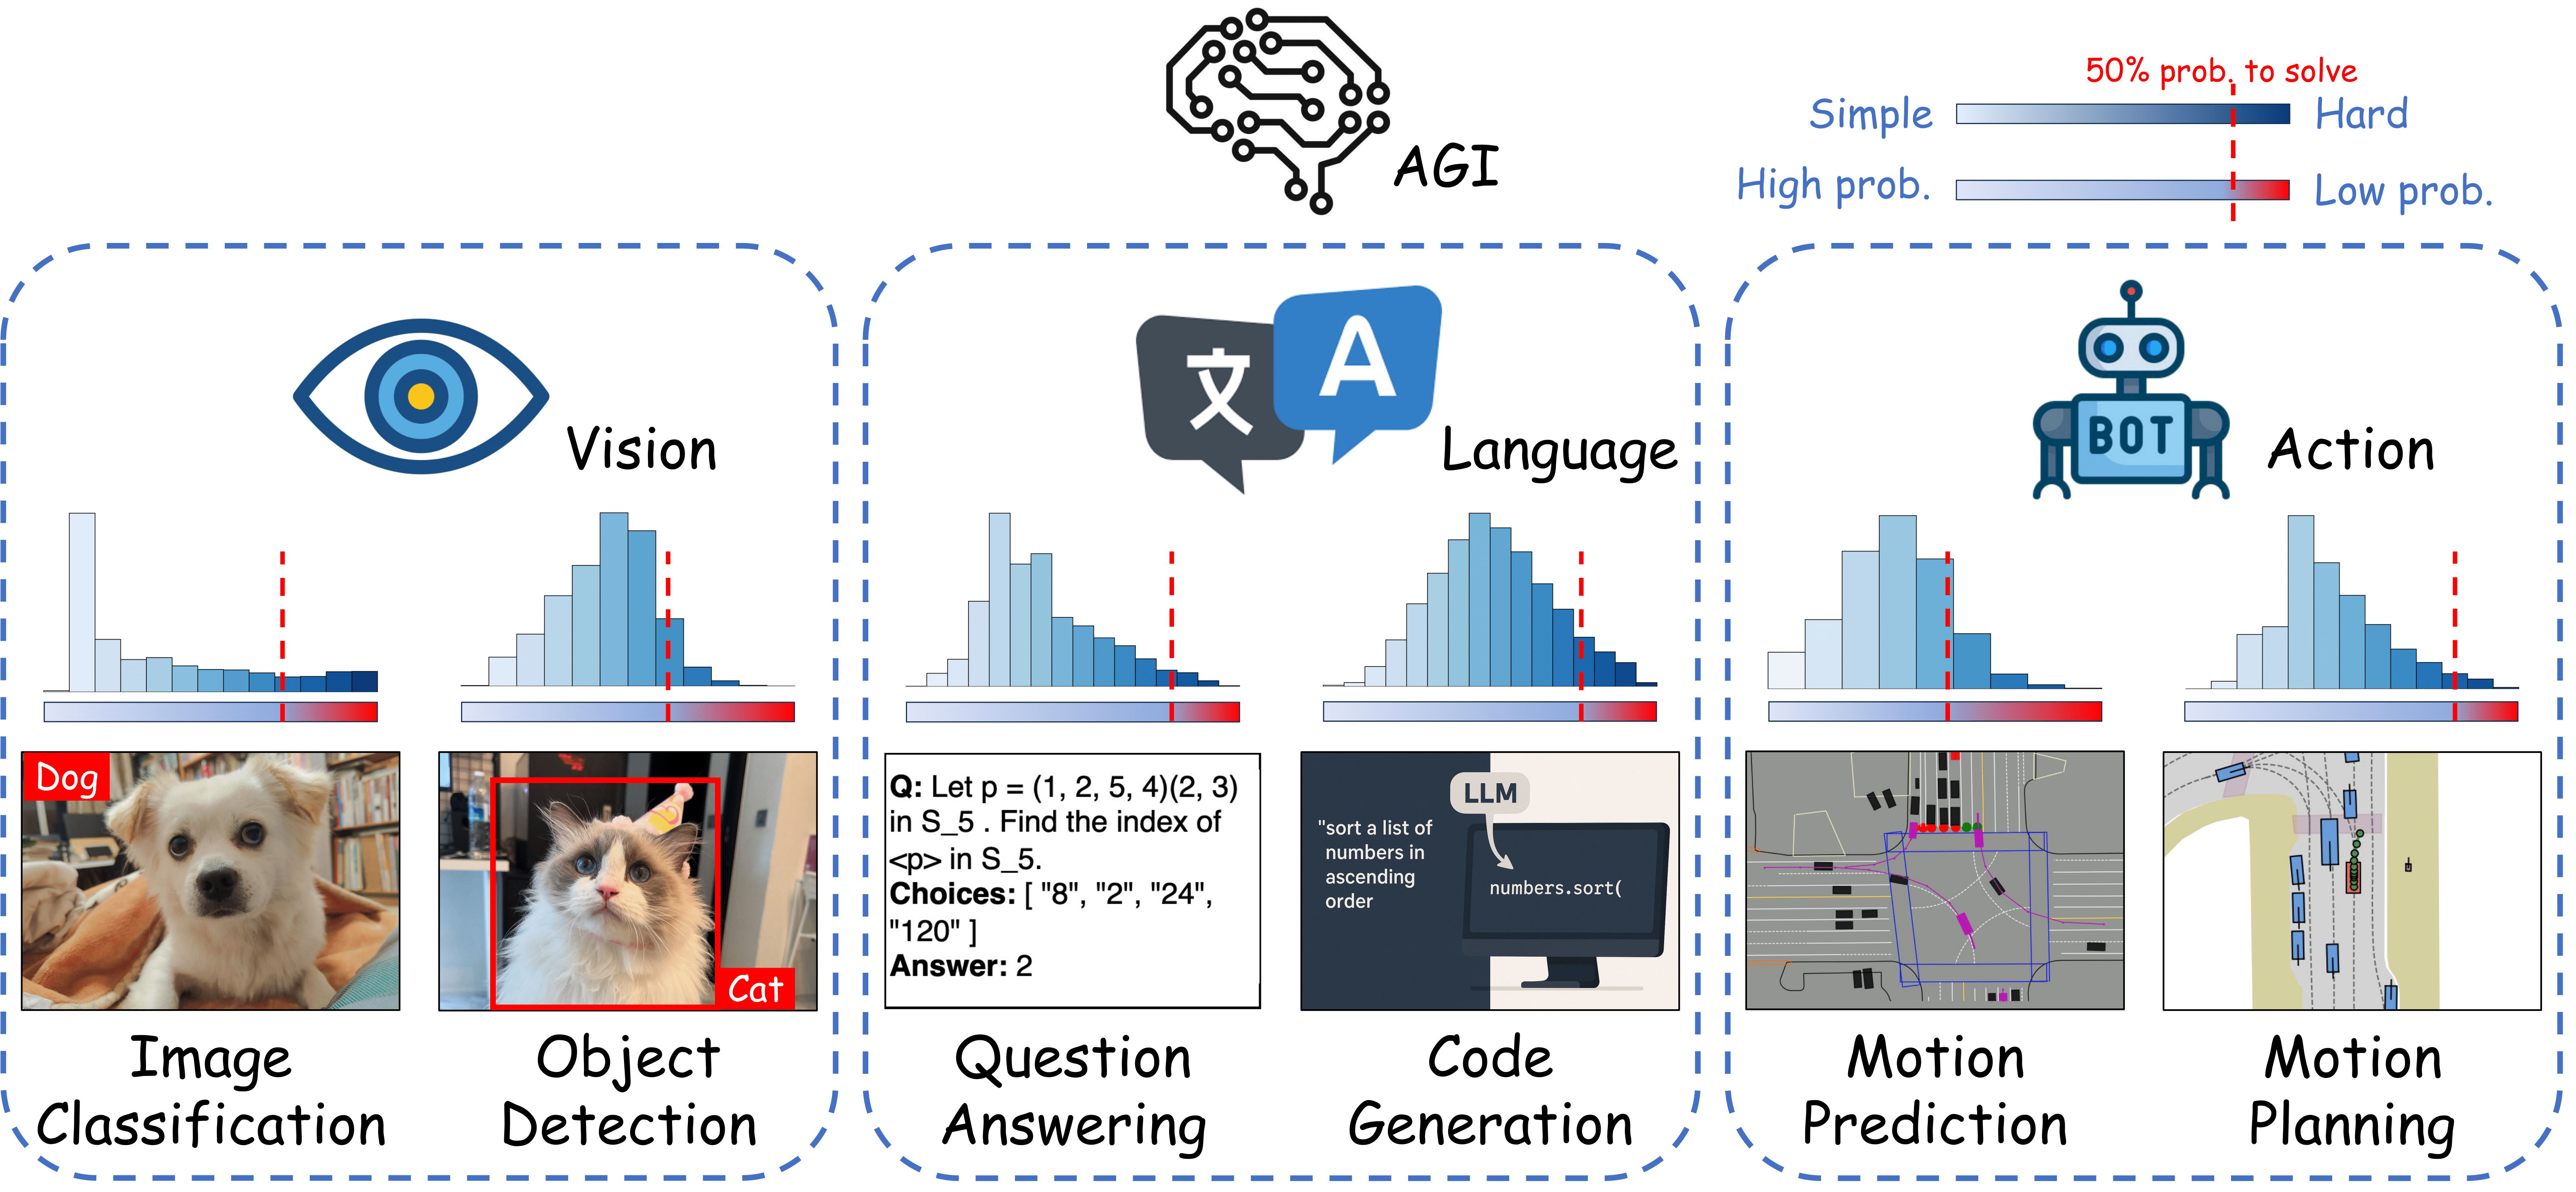 AGI
50% prob. to solve
Simple
Hard
High prob.
Low prob.
Vision
文
A
Language
BOT
Action
Dog
Cat
Q: Let p = (1, 2, 5, 4)(2, 3)
in S_5 . Find the index of
<p> in S_5.
Choices: [ "8", "2", "24",
"120" ]
Answer: 2
LLM
"sort a list of
numbers in
ascending
order
numbers.sort(
Image
Classification
Object
Detection
Question
Answering
Code
Generation
Motion
Prediction
Motion
Planning